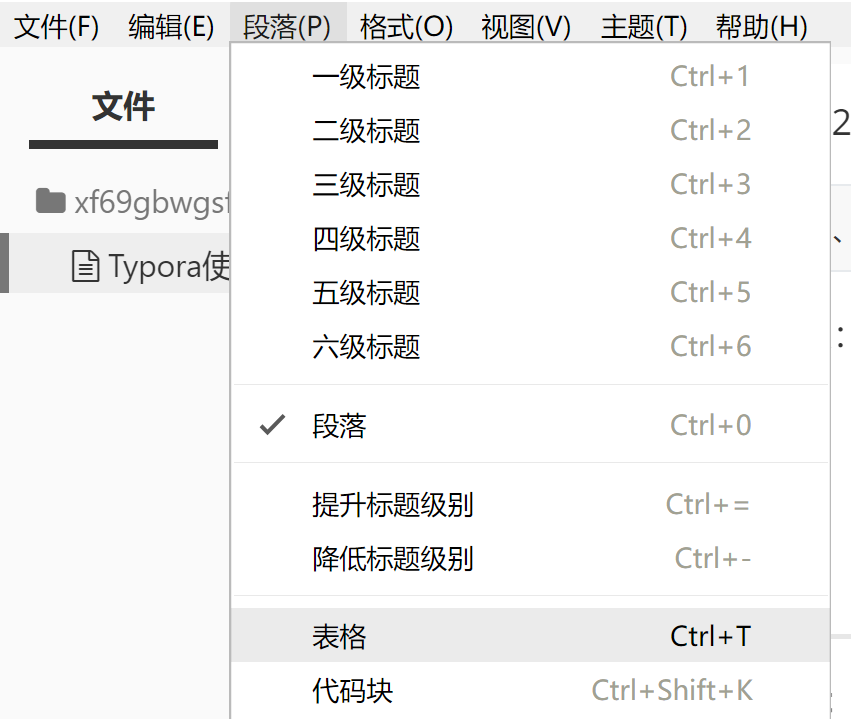 文件(F) 编辑(E) 段落(P) 格式(O) 视图(V) 主题(T) 帮助(H)
文件
xf69gbwgs
Typora使
一级标题 Ctrl+1
二级标题 Ctrl+2
三级标题 Ctrl+3
四级标题 Ctrl+4
五级标题 Ctrl+5
六级标题 Ctrl+6
段落 Ctrl+0
提升标题级别 Ctrl+=
降低标题级别 Ctrl+-
表格 Ctrl+T
代码块 Ctrl+Shift+K
2
、
：